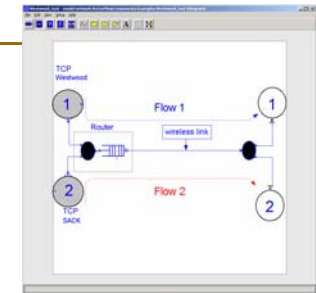 TCP
Westwood
1
Flow 1
1
Router
wireless link
2
Flow 2
2
TCP
SACK